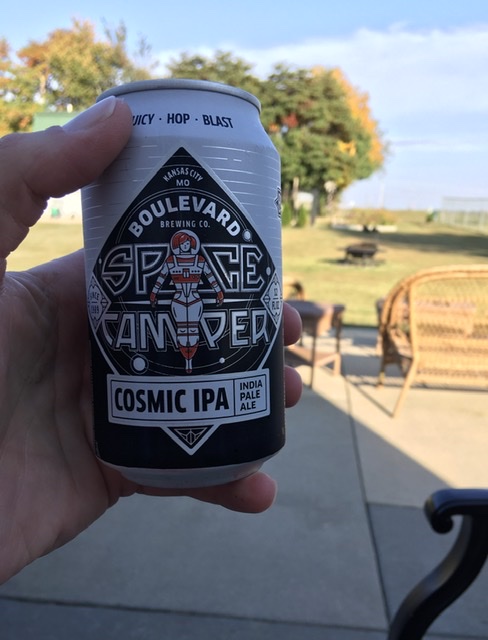 JUICY · HOP · BLAST
KANSAS CITY
MO
BOULEVARD
BREWING CO.
SPACE
CAMPER
COSMIC IPA
INDIA
PALE
ALE